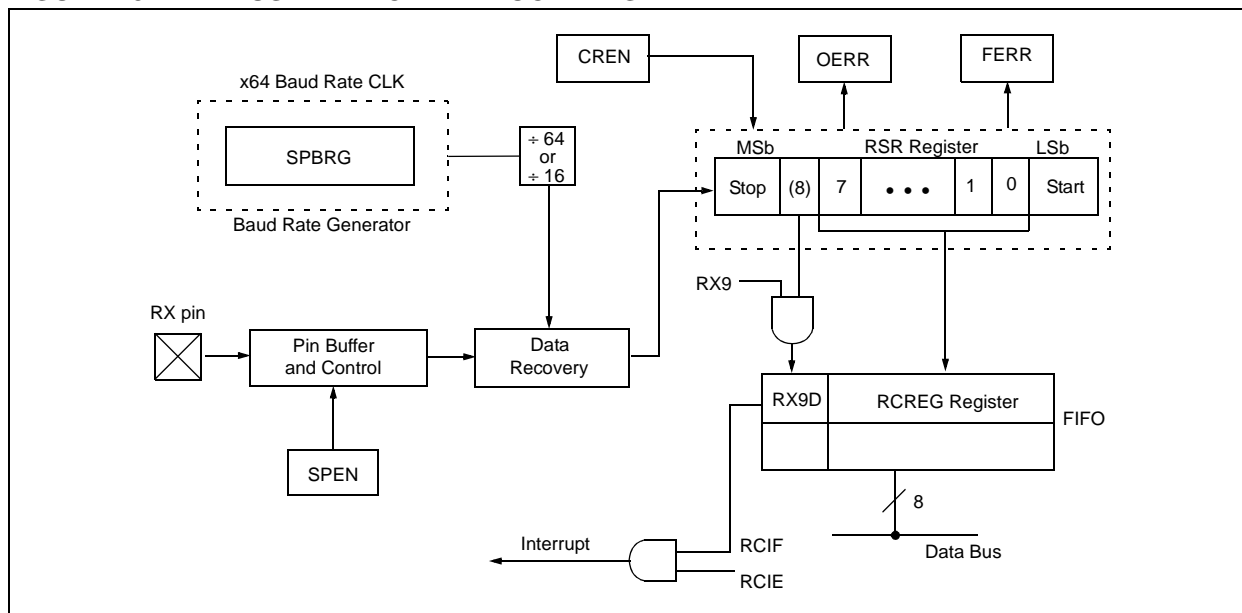 CREN
OERR
FERR
x64 Baud Rate CLK
SPBRG
Baud Rate Generator
÷ 64
or
÷ 16
MSb
RSR Register
LSb
Stop
(8)
7
• • •
1
0
Start
RX9
RX pin
Pin Buffer
and Control
Data
Recovery
SPEN
RX9D
RCREG Register
FIFO
8
Data Bus
Interrupt
RCIF
RCIE